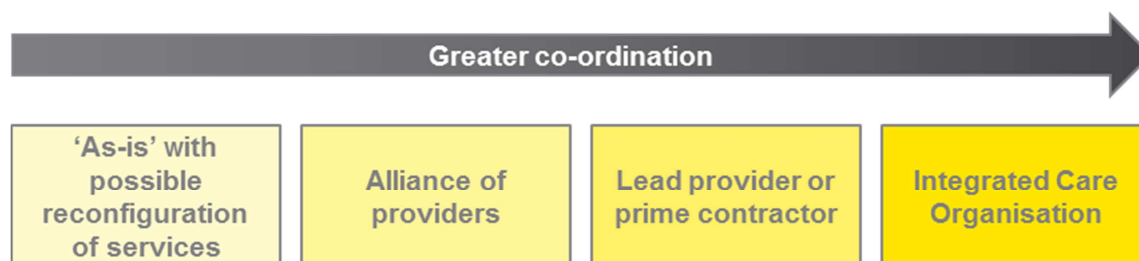 Greater co-ordination
‘As-is’ with
possible
reconfiguration
of services
Alliance of
providers
Lead provider or
prime contractor
Integrated Care
Organisation